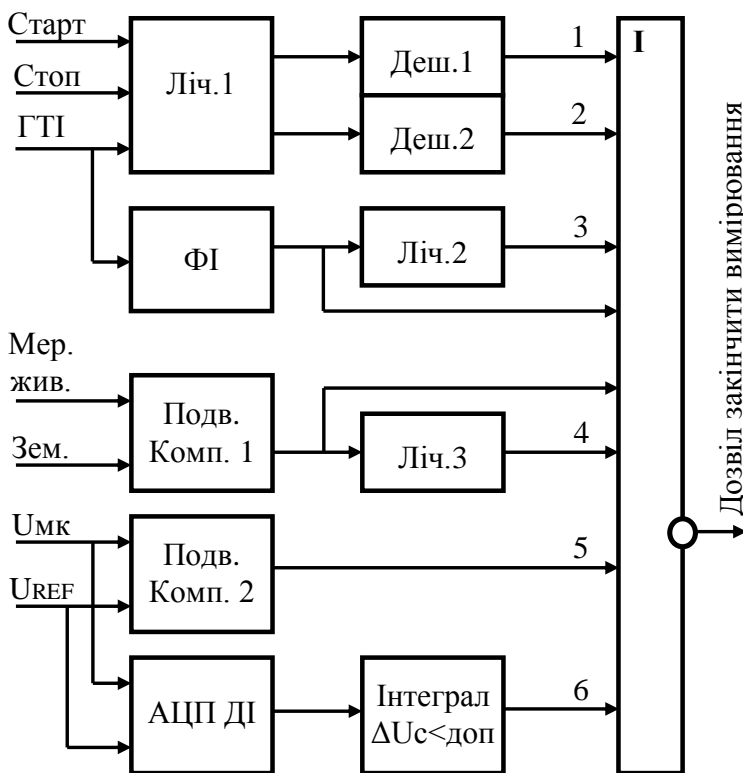 Старт
Стоп
ГТІ
Ліч.1
Деш.1
Деш.2
1
2
І
ФІ
Ліч.2
3
Мер.
жив.
Зем.
Подв.
Комп. 1
Ліч.3
4
Uмк
UREF
Подв.
Комп. 2
5
АЦП ДІ
Інтеграл
ΔUc<доп
6
Дозвіл закінчити вимірювання